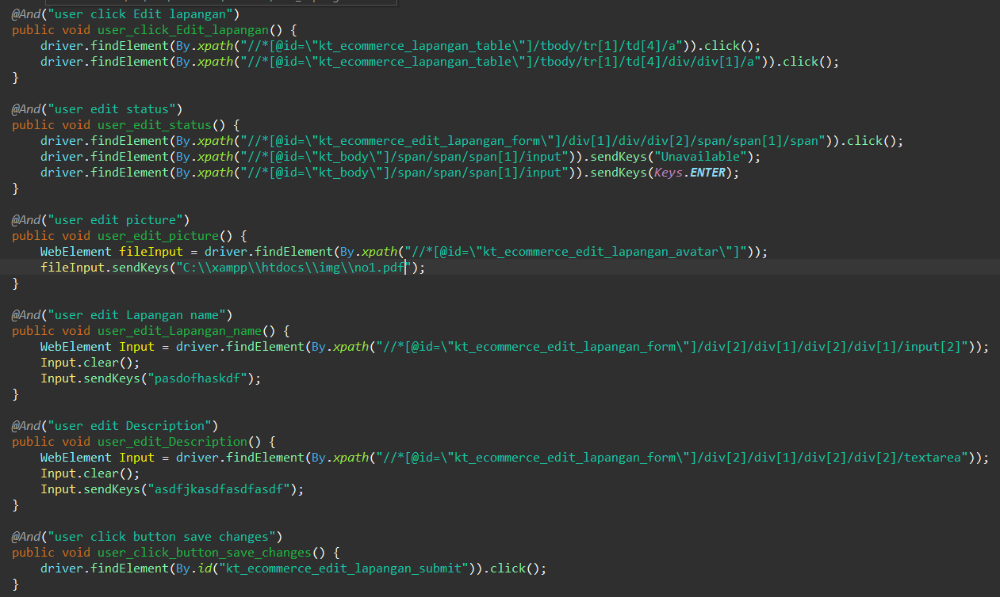 @And("user click Edit lapangan")
public void user_click_Edit_lapangan() {
    driver.findElement(By.xpath("//*[@id=\"kt_ecommerce_lapangan_table\"]/tbody/tr[1]/td[4]/a")).click();
    driver.findElement(By.xpath("//*[@id=\"kt_ecommerce_lapangan_table\"]/tbody/tr[1]/td[4]/div/div[1]/a")).click();
}

@And("user edit status")
public void user_edit_status() {
    driver.findElement(By.xpath("//*[@id=\"kt_ecommerce_edit_lapangan_form\"]/div[1]/div/div[2]/span/span[1]/span")).click();
    driver.findElement(By.xpath("//*[@id=\"kt_body\"]/span/span/span[1]/input")).sendKeys("Unavailable");
    driver.findElement(By.xpath("//*[@id=\"kt_body\"]/span/span/span[1]/input")).sendKeys(Keys.ENTER);
}

@And("user edit picture")
public void user_edit_picture() {
    WebElement fileInput = driver.findElement(By.xpath("//*[@id=\"kt_ecommerce_edit_lapangan_avatar\"]"));
    fileInput.sendKeys("C:\\xampp\\htdocs\\img\\no1.pdf");
}

@And("user edit Lapangan name")
public void user_edit_Lapangan_name() {
    WebElement Input = driver.findElement(By.xpath("//*[@id=\"kt_ecommerce_edit_lapangan_form\"]/div[2]/div[1]/div[2]/div[1]/input[2]"));
    Input.clear();
    Input.sendKeys("pasdofhaskdf");
}

@And("user edit Description")
public void user_edit_Description() {
    WebElement Input = driver.findElement(By.xpath("//*[@id=\"kt_ecommerce_edit_lapangan_form\"]/div[2]/div[1]/div[2]/div[2]/textarea"));
    Input.clear();
    Input.sendKeys("asdfjkasdfasdfasdf");
}

@And("user click button save changes")
public void user_click_button_save_changes() {
    driver.findElement(By.id("kt_ecommerce_edit_lapangan_submit")).click();
}